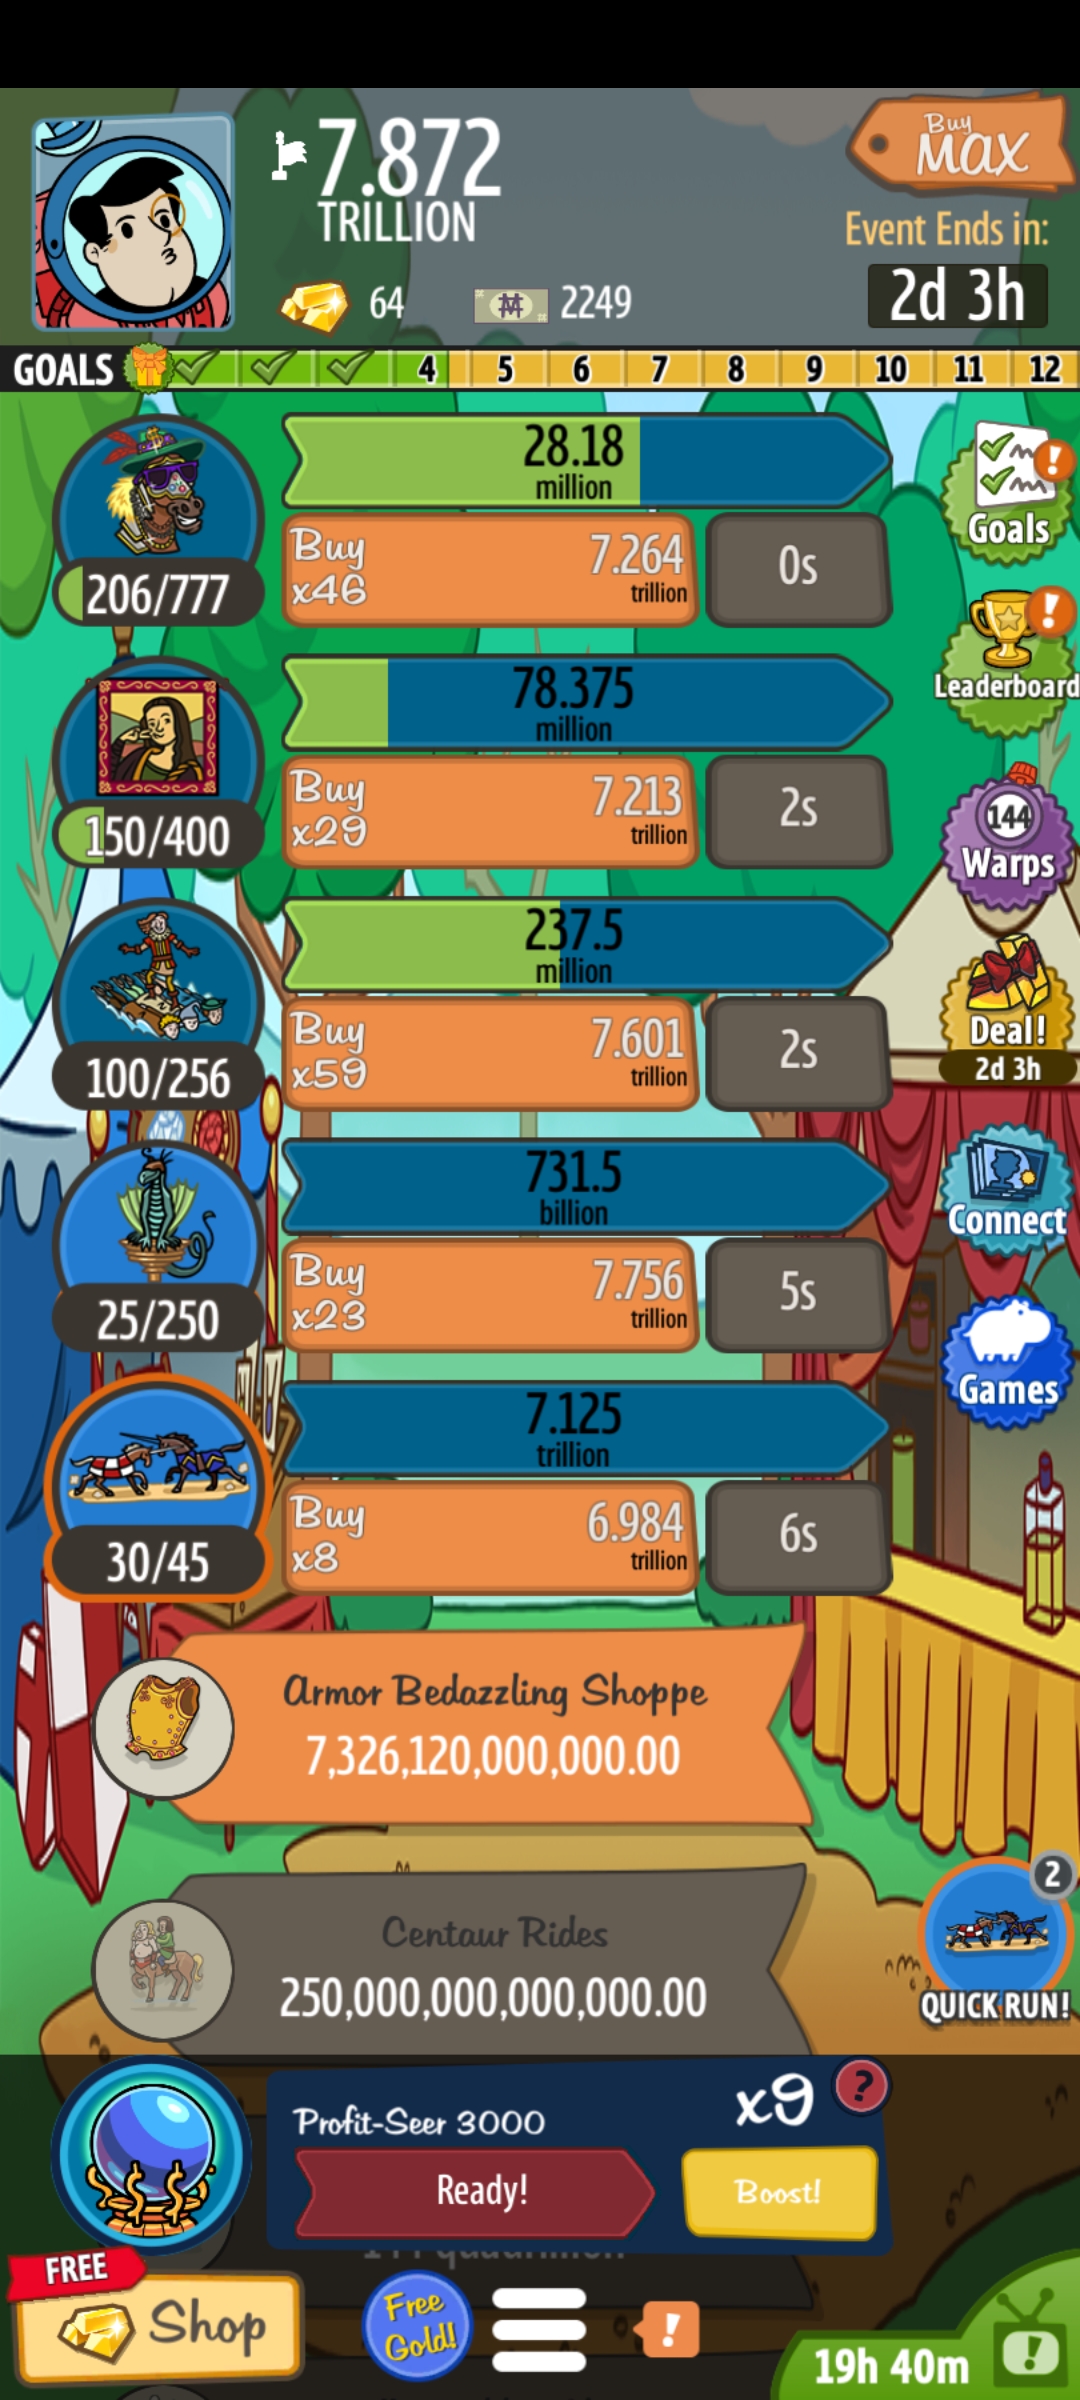 7.872
TRILLION
Buy
MAX
Event Ends in:
2d 3h
64
2249
GOALS 4 5 6 7 8 9 10 11 12
28.18
million
Buy
x46
7.264
trillion
0s
206/777
Goals
Leaderboard
78.375
million
Buy
x29
7.213
trillion
2s
150/400
144
Warps
237.5
million
Buy
x59
7.601
trillion
2s
100/256
Deal!
2d 3h
731.5
billion
Buy
x23
7.756
trillion
5s
25/250
Connect
Games
7.125
trillion
Buy
x8
6.984
trillion
6s
30/45
Armor Bedazzling Shoppe
7,326,120,000,000.00
Centaur Rides
250,000,000,000,000.00
2
QUICK RUN!
Profit-Seer 3000
x9
?
Ready!
Boost!
FREE
Shop
Free
Gold!
!
19h 40m
!